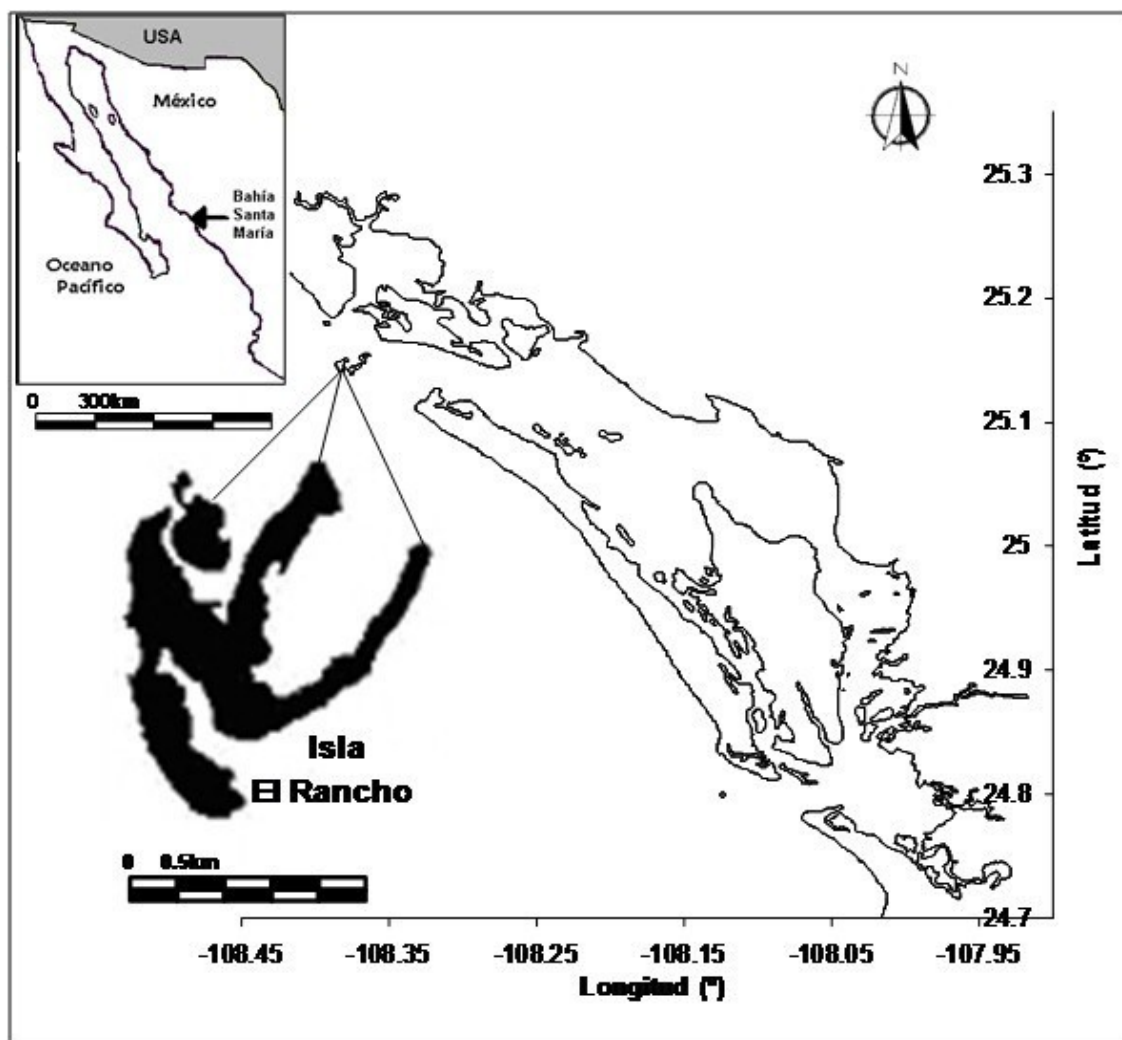 USA
México
Bahía
Santa
María
Oceano
Pacífico
0 300km
N
25.3
25.2
25.1
25
24.9
24.8
24.7
Latitud (º)
Isla
El Rancho
0 0.5km
-108.45 -108.35 -108.25 -108.15 -108.05 -107.95
Longitud (º)